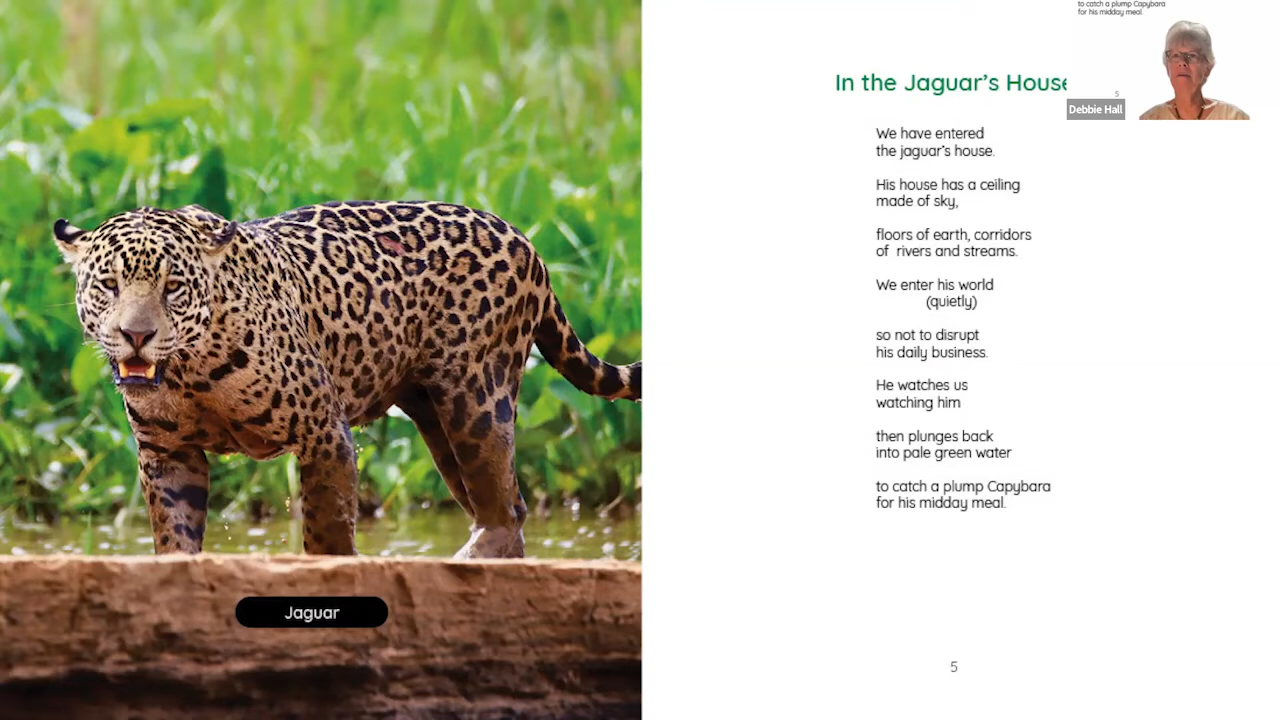 to catch a plump Capybara
for his midday meal.
5
Debbie Hall
In the Jaguar's House
We have entered
the jaguar's house.
His house has a ceiling
made of sky,
floors of earth, corridors
of rivers and streams.
We enter his world
(quietly)
so not to disrupt
his daily business.
He watches us
watching him
then plunges back
into pale green water
to catch a plump Capybara
for his midday meal.
Jaguar
5